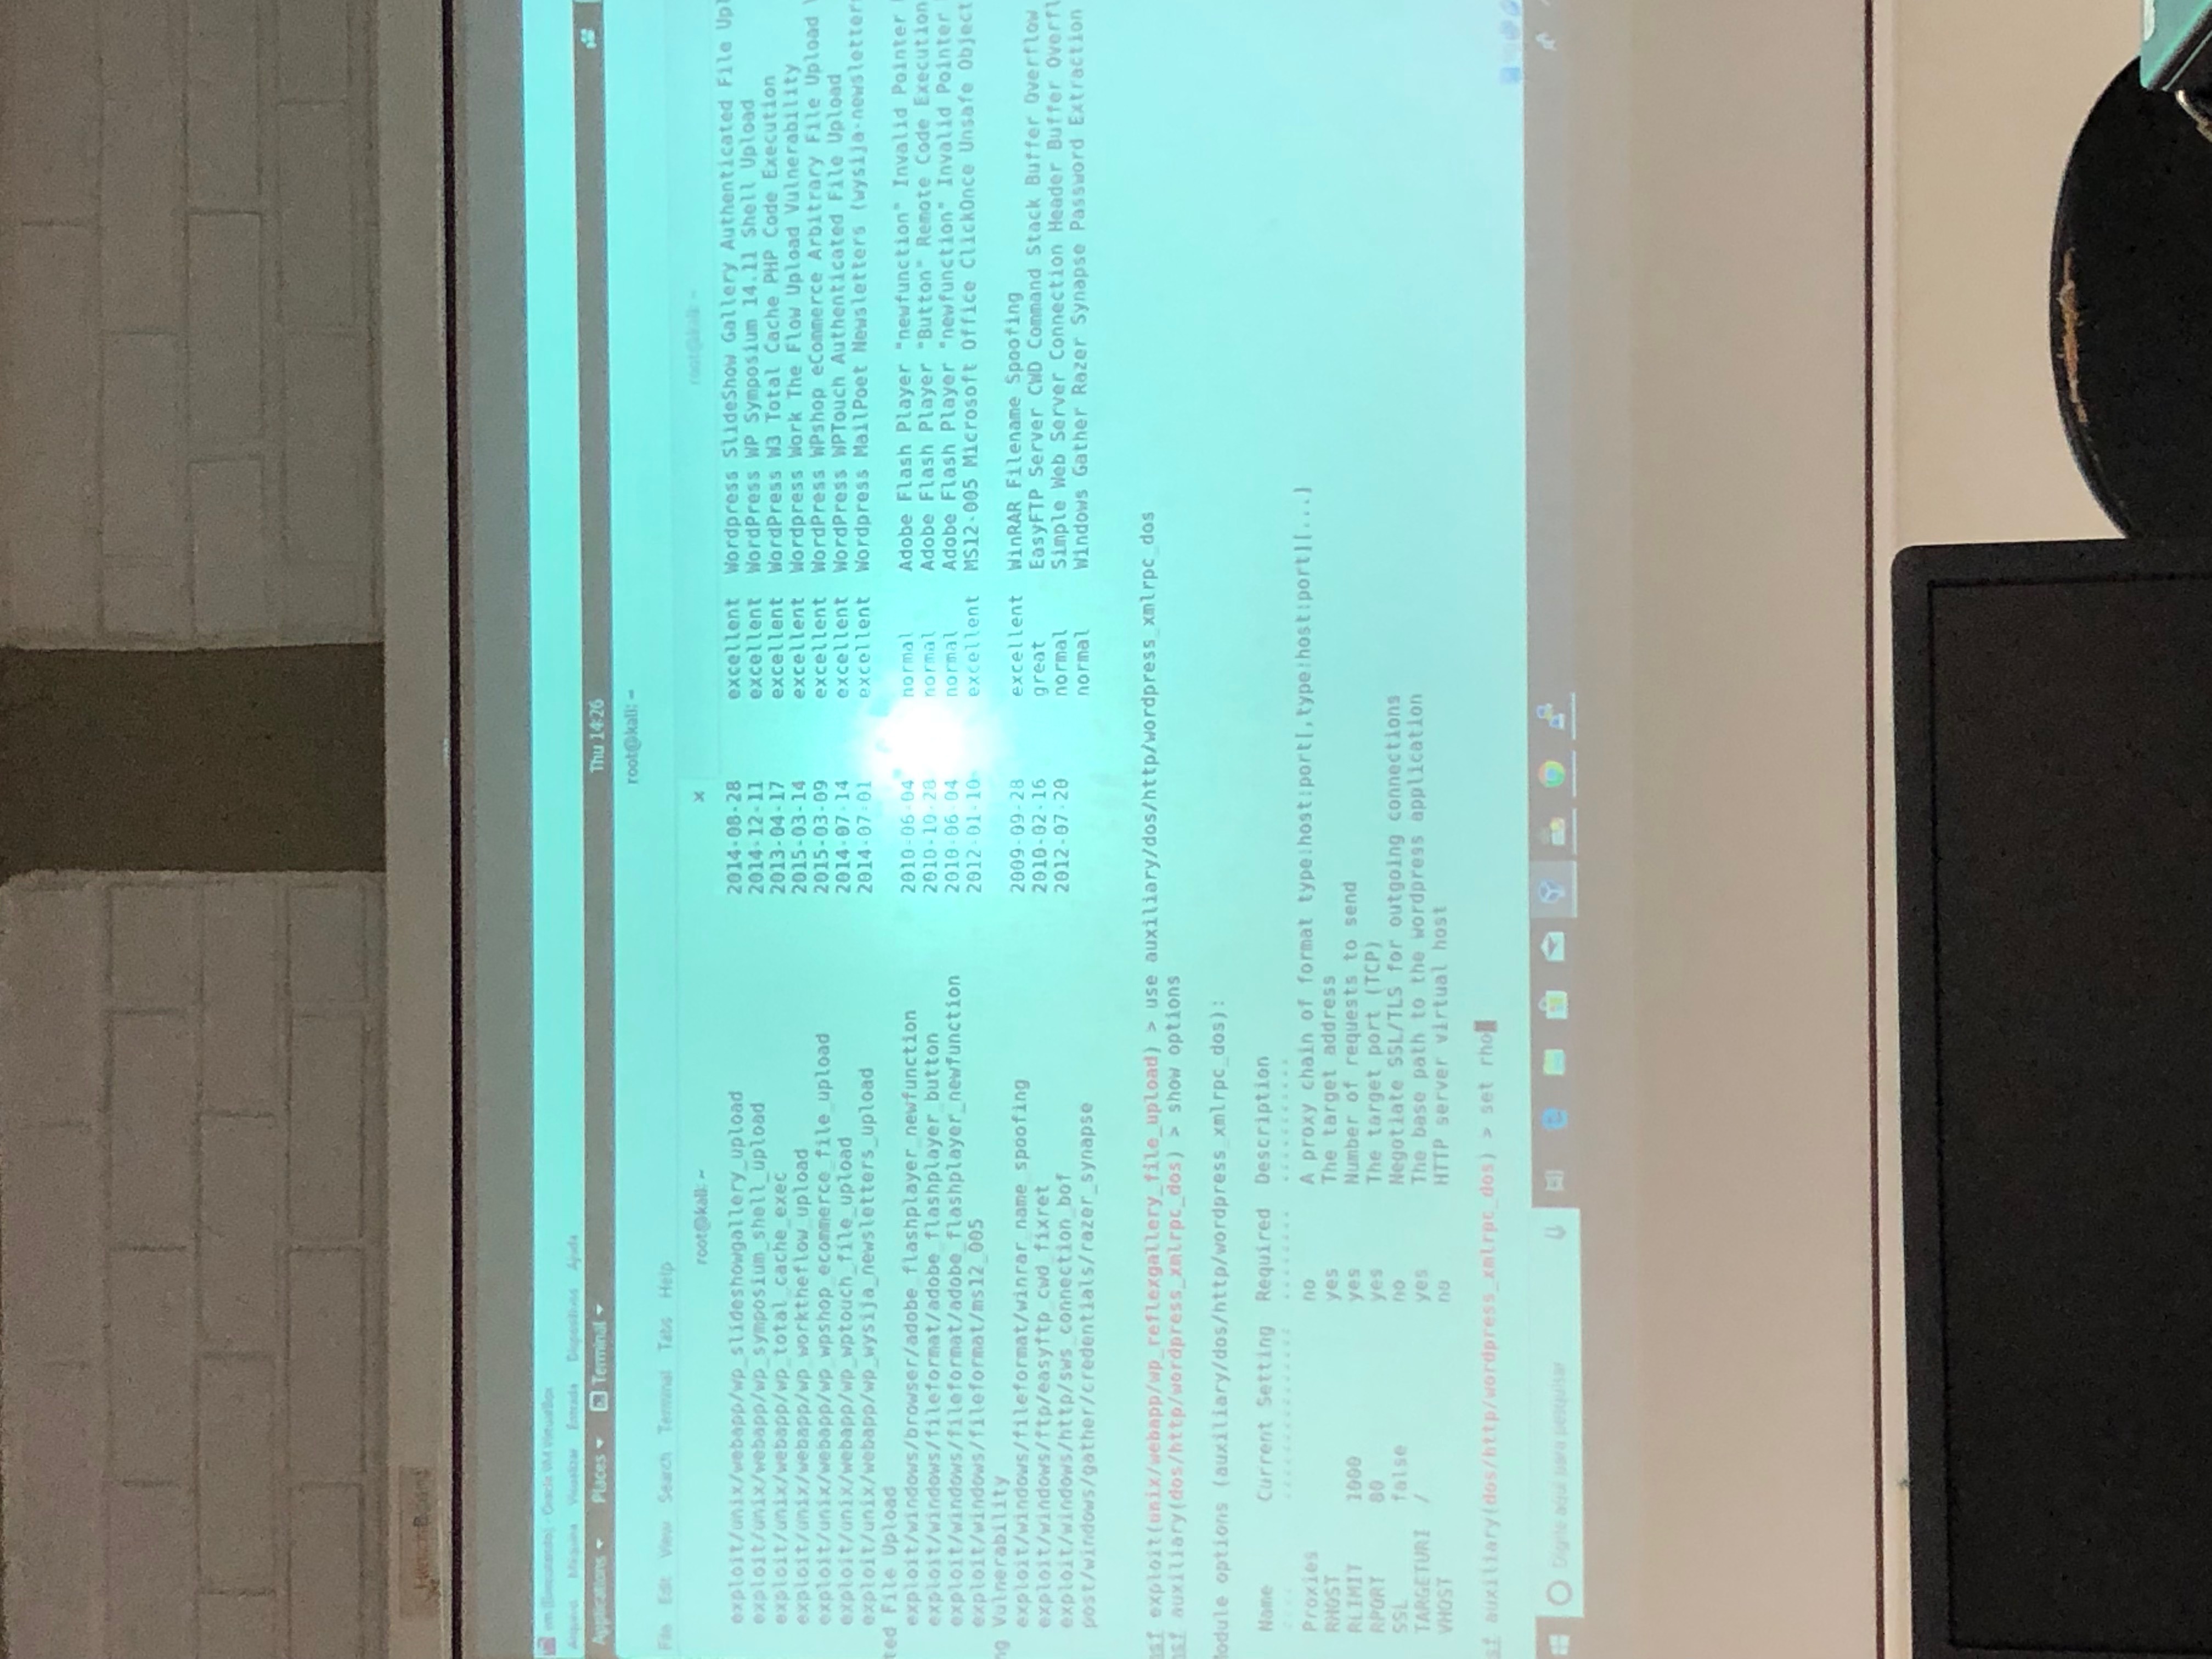 vm (Executando) - Oracle VM VirtualBox
Arquivo Máquina Visualizar Entrada Dispositivos Ajuda
Applications Places Terminal Thu 14:26
root@kali: ~
File Edit View Search Terminal Tabs Help
root@kali: ~ × root@kali: ~
exploit/unix/webapp/wp_slideshowgallery_upload 2014-08-28 excellent Wordpress SlideShow Gallery Authenticated File Upl
exploit/unix/webapp/wp_symposium_shell_upload 2014-12-11 excellent WordPress WP Symposium 14.11 Shell Upload
exploit/unix/webapp/wp_total_cache_exec 2013-04-17 excellent WordPress W3 Total Cache PHP Code Execution
exploit/unix/webapp/wp_worktheflow_upload 2015-03-14 excellent Wordpress Work The Flow Upload Vulnerability
exploit/unix/webapp/wp_wpshop_ecommerce_file_upload 2015-03-09 excellent WordPress WPshop eCommerce Arbitrary File Upload
exploit/unix/webapp/wp_wptouch_file_upload 2014-07-14 excellent WordPress WPTouch Authenticated File Upload
exploit/unix/webapp/wp_wysija_newsletters_upload 2014-07-01 excellent Wordpress MailPoet Newsletters (wysija-newsletter
ted File Upload
exploit/windows/browser/adobe_flashplayer_newfunction 2010-06-04 normal Adobe Flash Player "newfunction" Invalid Pointer
exploit/windows/fileformat/adobe_flashplayer_button 2010-10-28 normal Adobe Flash Player "Button" Remote Code Execution
exploit/windows/fileformat/adobe_flashplayer_newfunction 2010-06-04 normal Adobe Flash Player "newfunction" Invalid Pointer
exploit/windows/fileformat/ms12_005 2012-01-10 excellent MS12-005 Microsoft Office ClickOnce Unsafe Object
ng Vulnerability
exploit/windows/fileformat/winrar_name_spoofing 2009-09-28 excellent WinRAR Filename Spoofing
exploit/windows/ftp/easyftp_cwd_fixret 2010-02-16 great EasyFTP Server CWD Command Stack Buffer Overflow
exploit/windows/http/sws_connection_bof 2012-07-20 normal Simple Web Server Connection Header Buffer Overfl
post/windows/gather/credentials/razer_synapse normal Windows Gather Razer Synapse Password Extraction
msf exploit(unix/webapp/wp_reflexgallery_file_upload) > use auxiliary/dos/http/wordpress_xmlrpc_dos
msf auxiliary(dos/http/wordpress_xmlrpc_dos) > show options
Module options (auxiliary/dos/http/wordpress_xmlrpc_dos):
Name Current Setting Required Description
---- --------------- -------- -----------
Proxies no A proxy chain of format type:host:port[,type:host:port][...]
RHOST yes The target address
RLIMIT 1000 yes Number of requests to send
RPORT 80 yes The target port (TCP)
SSL false no Negotiate SSL/TLS for outgoing connections
TARGETURI / yes The base path to the wordpress application
VHOST no HTTP server virtual host
sf auxiliary(dos/http/wordpress_xmlrpc_dos) > set rho
Digite aqui para pesquisar